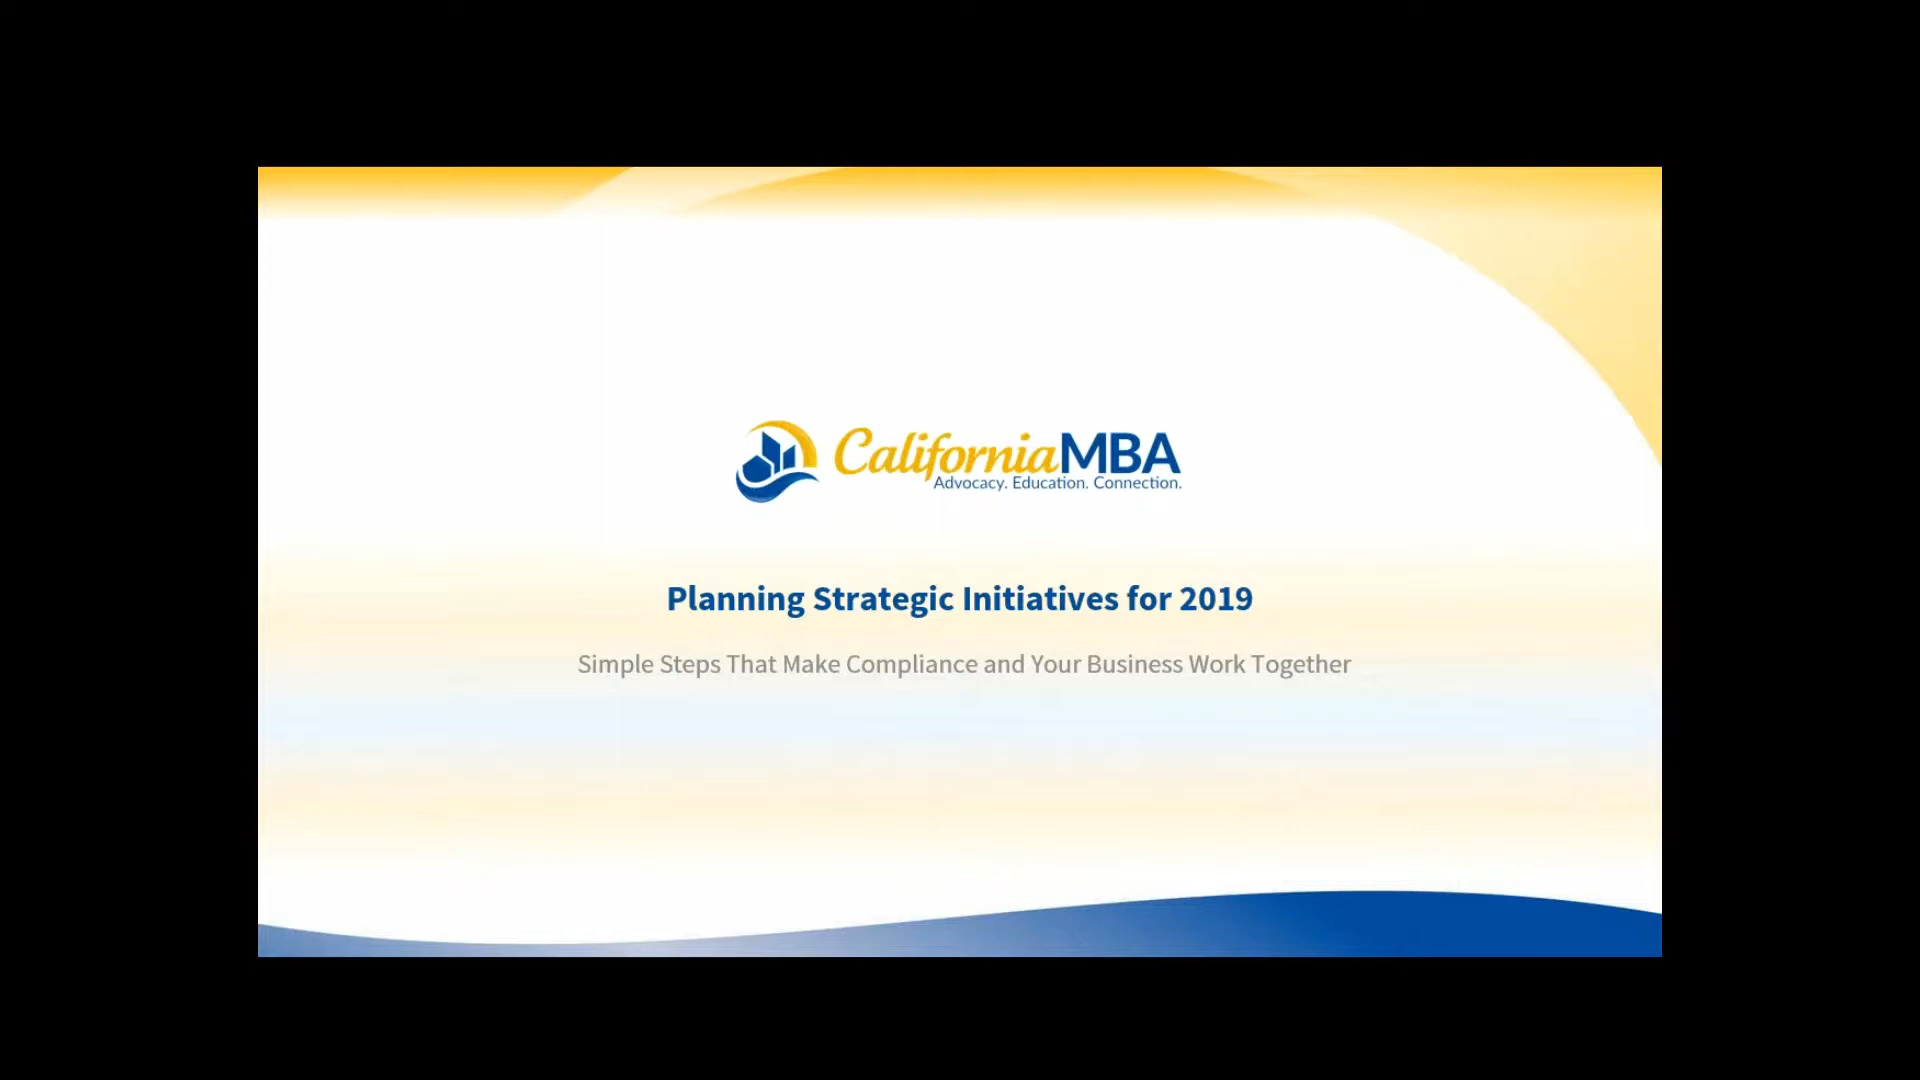 CaliforniaMBA
Advocacy. Education. Connection.
Planning Strategic Initiatives for 2019
Simple Steps That Make Compliance and Your Business Work Together